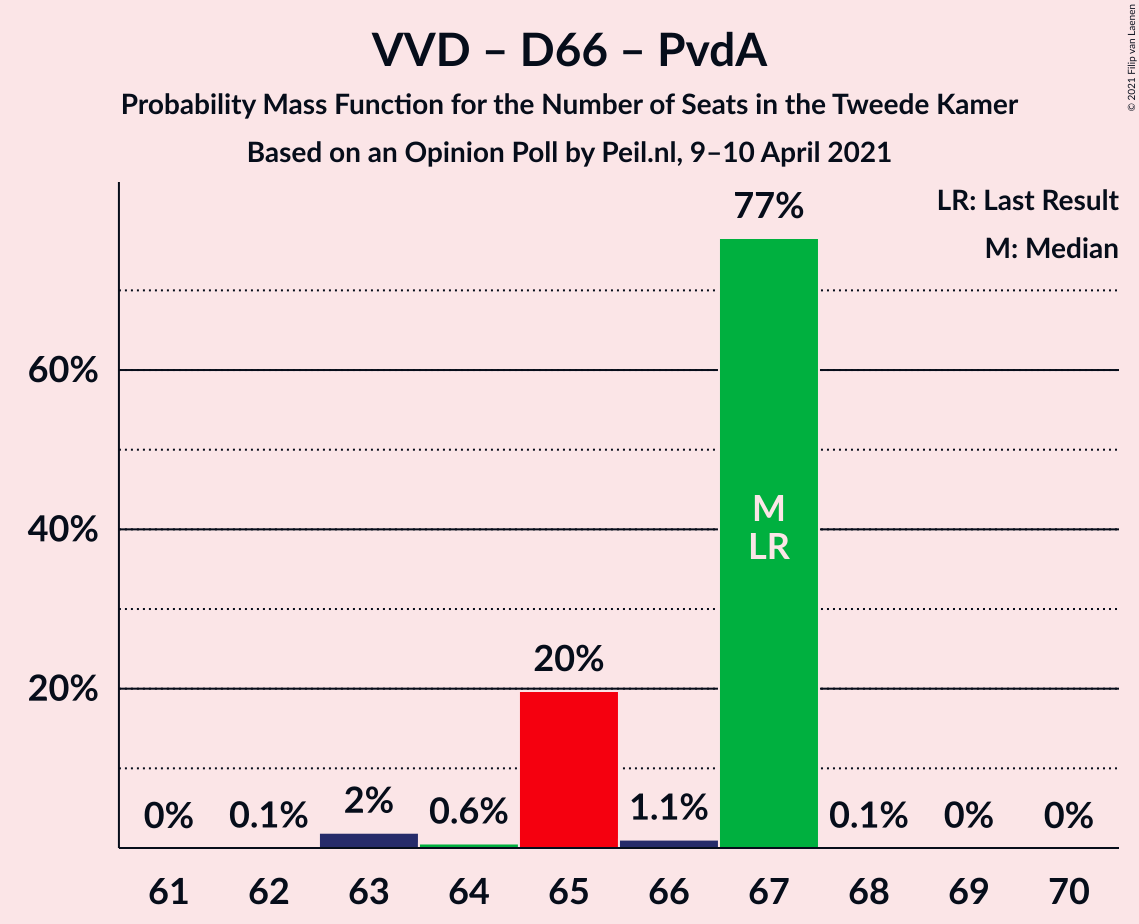 VVD – D66 – PvdA
Probability Mass Function for the Number of Seats in the Tweede Kamer
Based on an Opinion Poll by Peil.nl, 9–10 April 2021
© 2021 Filip van Laenen
LR: Last Result
M: Median
77%
60%
40%
20%
M
LR
0%
0.1%
2%
0.6%
20%
1.1%
0.1%
0%
0%
61 62 63 64 65 66 67 68 69 70